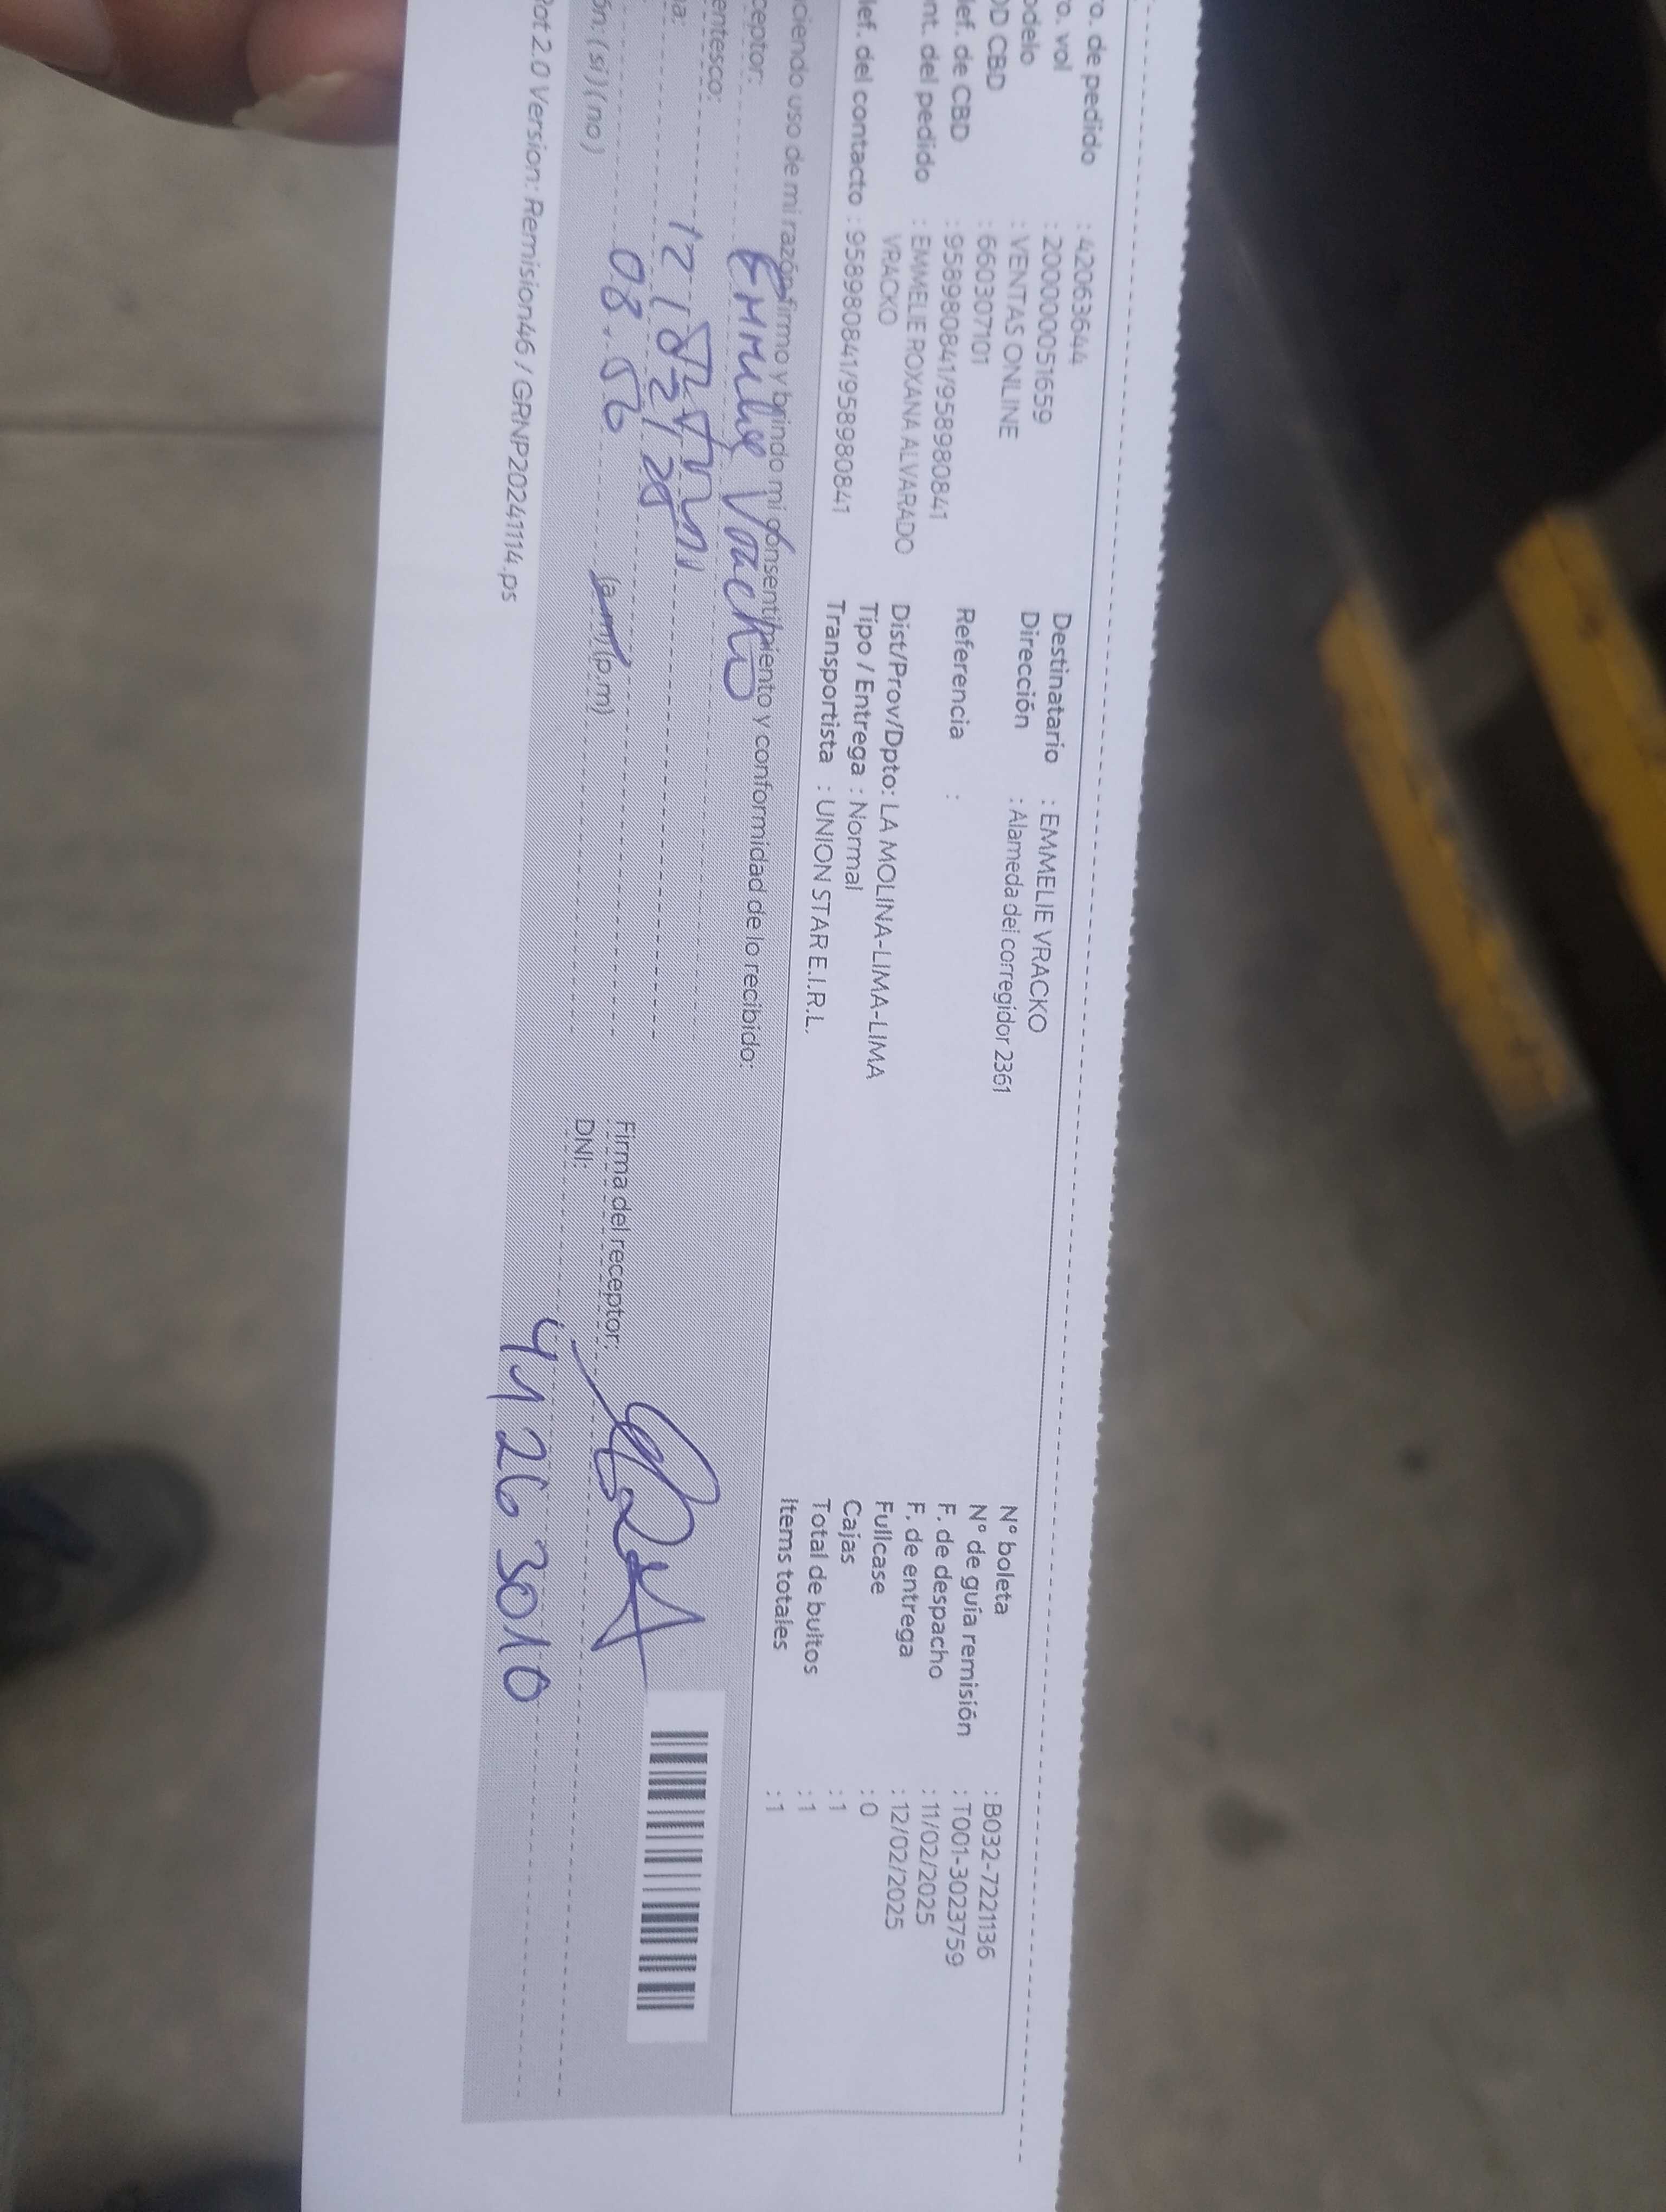 ro. de pedido : 42063644
ro. vol : 200000051659
odelo : VENTAS ONLINE
OD CBD : 660307101
lef. de CBD : 958980841/958980841
nt. del pedido : EMMELIE ROXANA ALVARADO
VRACKO
lef. del contacto : 958980841/958980841
Destinatario : EMMELIE VRACKO
Dirección : Alameda del corregidor 2361
Referencia :
Dist/Prov/Dpto: LA MOLINA-LIMA-LIMA
Tipo / Entrega : Normal
Transportista : UNION STAR E.I.R.L.
N° boleta : B032-7221136
N° de guía remisión : T001-3023759
F. de despacho : 11/02/2025
F. de entrega : 12/02/2025
Fullcase : 0
Cajas : 1
Total de bultos : 1
Items totales : 1
ciendo uso de mi razón firmo y brindo mi consentimiento y conformidad de lo recibido:
ceptor:
entesco:
a: 12/02/25
08.56 (a.m)(p.m)
ón: (si) (no)
Firma del receptor:
DNI: 41263010
Dot 2.0 Version: Remision46 / GRNP20241114.ps